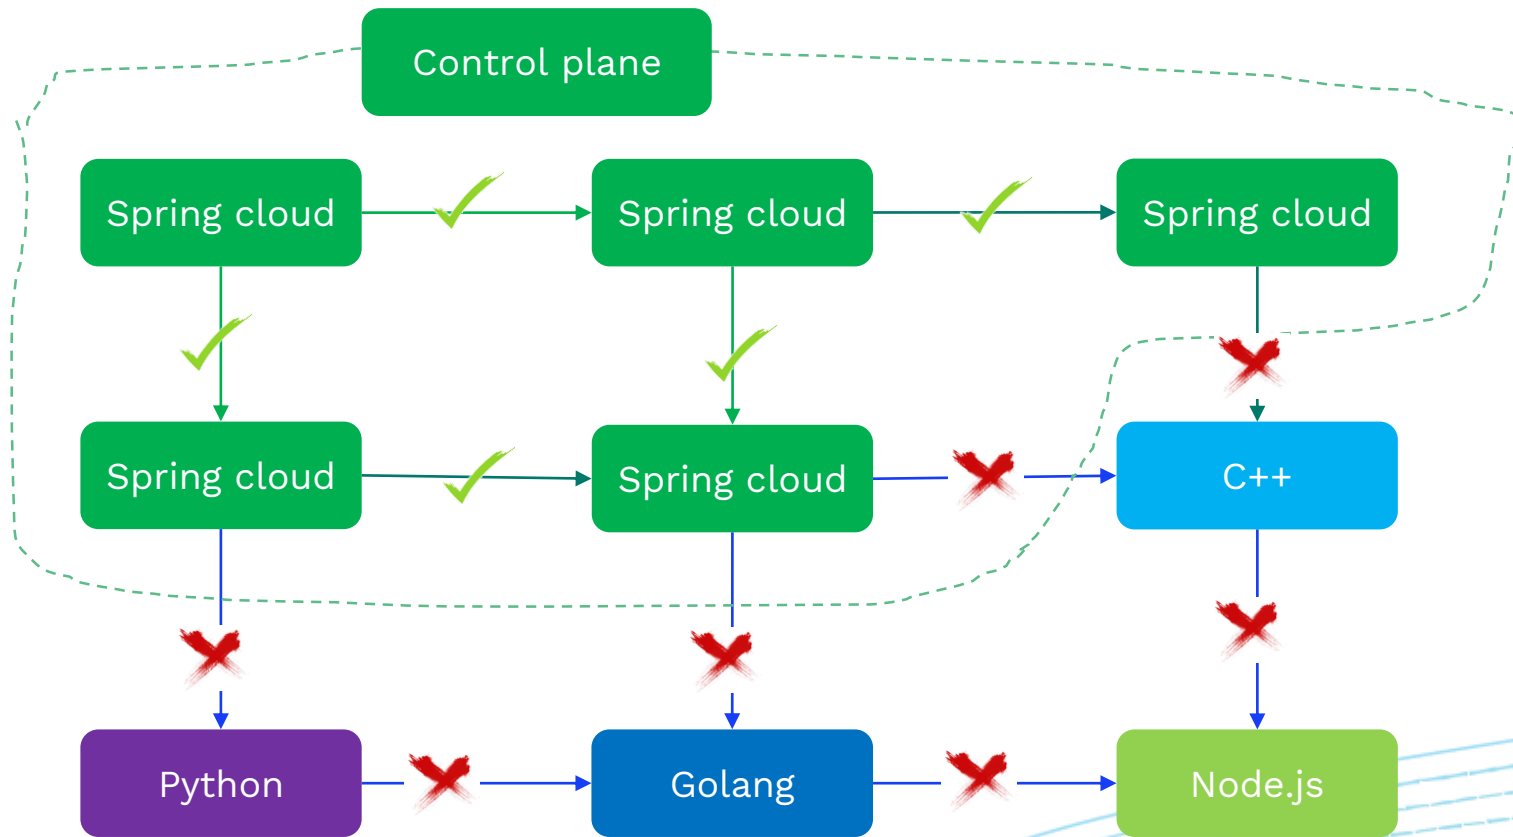 Control plane
Spring cloud
Spring cloud
Spring cloud
Spring cloud
Spring cloud
C++
Python
Golang
Node.js